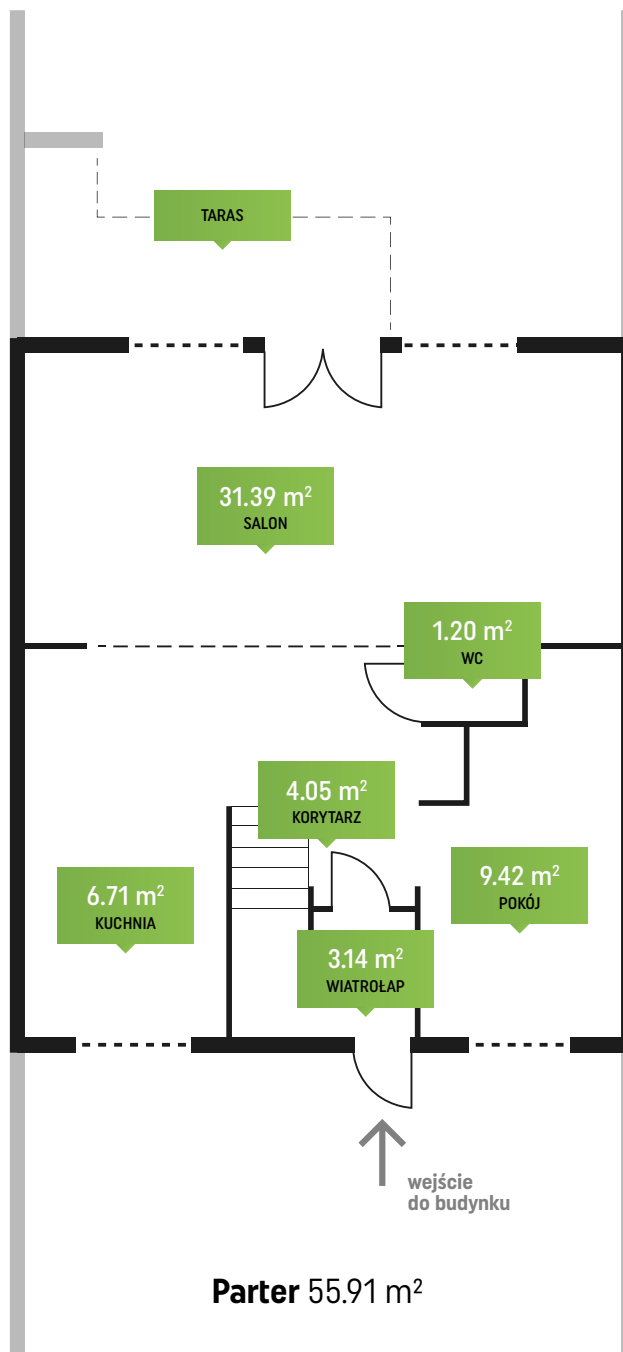 TARAS
31.39 m²
SALON
1.20 m²
WC
4.05 m²
KORYTARZ
9.42 m²
POKÓJ
6.71 m²
KUCHNIA
3.14 m²
WIATROŁAP
wejście
do budynku
Parter 55.91 m²